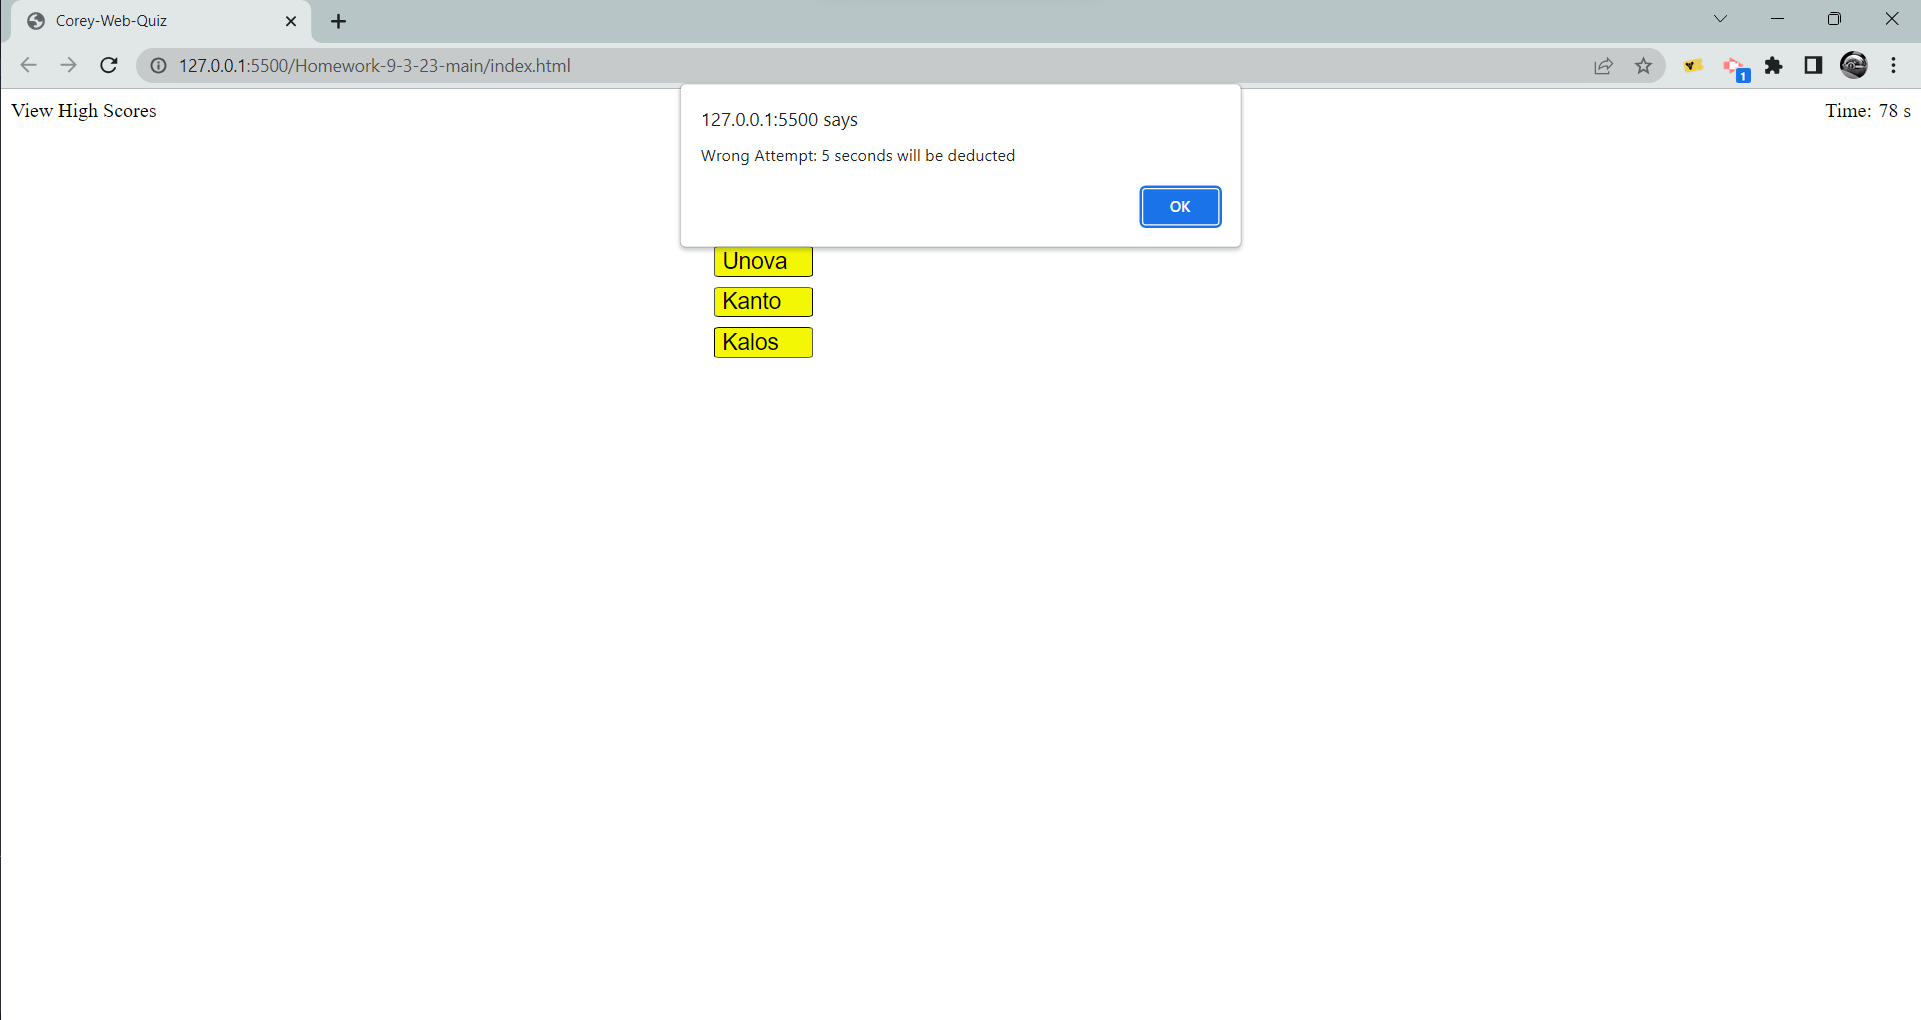 Corey-Web-Quiz
127.0.0.1:5500/Homework-9-3-23-main/index.html
1
View High Scores
Time: 78 s
127.0.0.1:5500 says
Wrong Attempt: 5 seconds will be deducted
OK
Unova
Kanto
Kalos